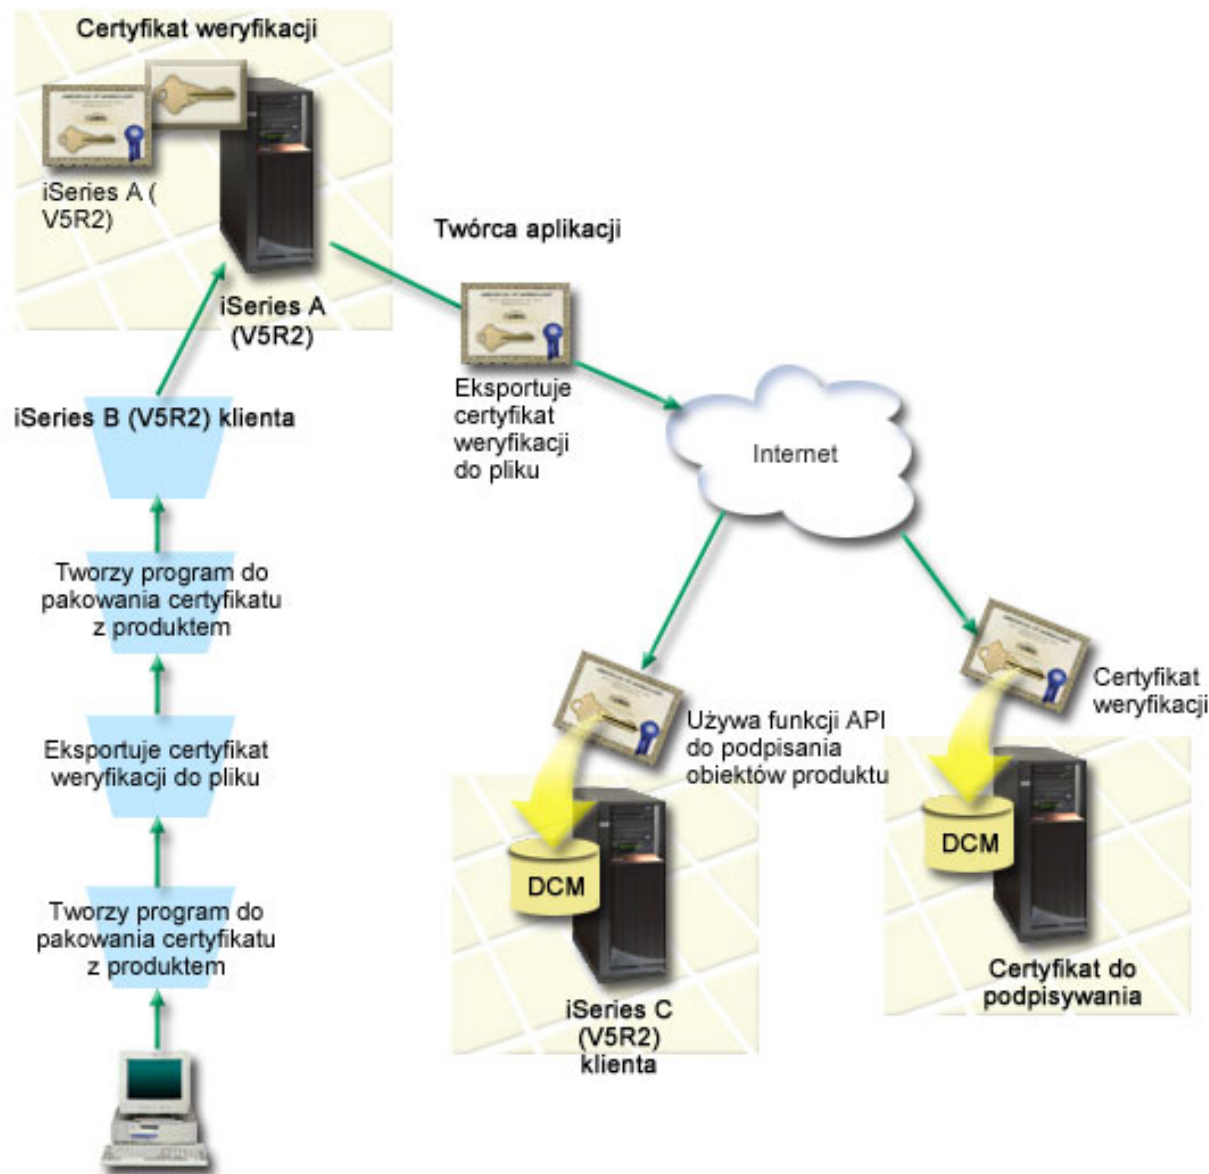 Certyfikat weryfikacji
iSeries A (
V5R2)
iSeries A
(V5R2)
Twórca aplikacji
Eksportuje
certyfikat
weryfikacji
do pliku
Internet
iSeries B (V5R2) klienta
Tworzy program do
pakowania certyfikatu
z produktem
Eksportuje certyfikat
weryfikacji do pliku
Tworzy program do
pakowania certyfikatu
z produktem
Używa funkcji API
do podpisania
obiektów produktu
DCM
iSeries C
(V5R2)
klienta
Certyfikat
weryfikacji
DCM
Certyfikat do
podpisywania